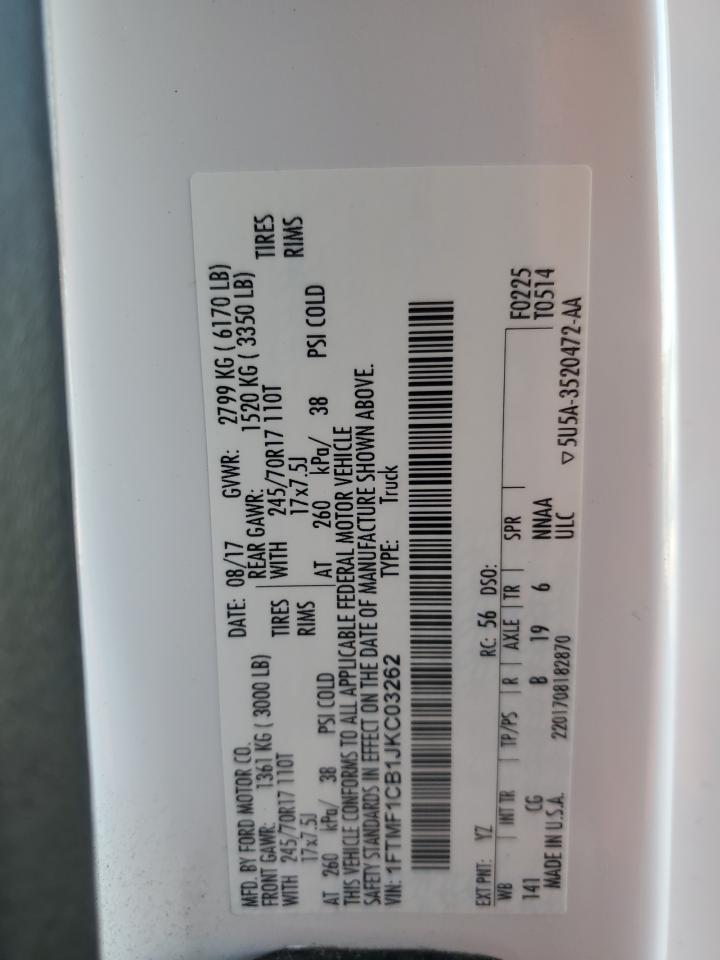 MFD. BY FORD MOTOR CO.
DATE: 08/17 GVWR: 2799 KG ( 6170 LB)
FRONT GAWR: 1361 KG ( 3000 LB)
REAR GAWR: 1520 KG ( 3350 LB)
WITH 245/70R17 110T TIRES
WITH 245/70R17 110T TIRES
17x7.5J RIMS
17x7.5J RIMS
AT 260 kPa/ 38 PSI COLD
AT 260 kPa/ 38 PSI COLD
THIS VEHICLE CONFORMS TO ALL APPLICABLE FEDERAL MOTOR VEHICLE
SAFETY STANDARDS IN EFFECT ON THE DATE OF MANUFACTURE SHOWN ABOVE.
VIN: 1FTMF1CB1JKC03262 TYPE: Truck
EXT PNT: YZ RC: 56 DSO:
WB INT TR TP/PS R AXLE TR SPR F0225
141 CG B 19 6 NNAA T0514
MADE IN U.S.A. 2201708182870 ULC ▽5U5A-3520472-AA